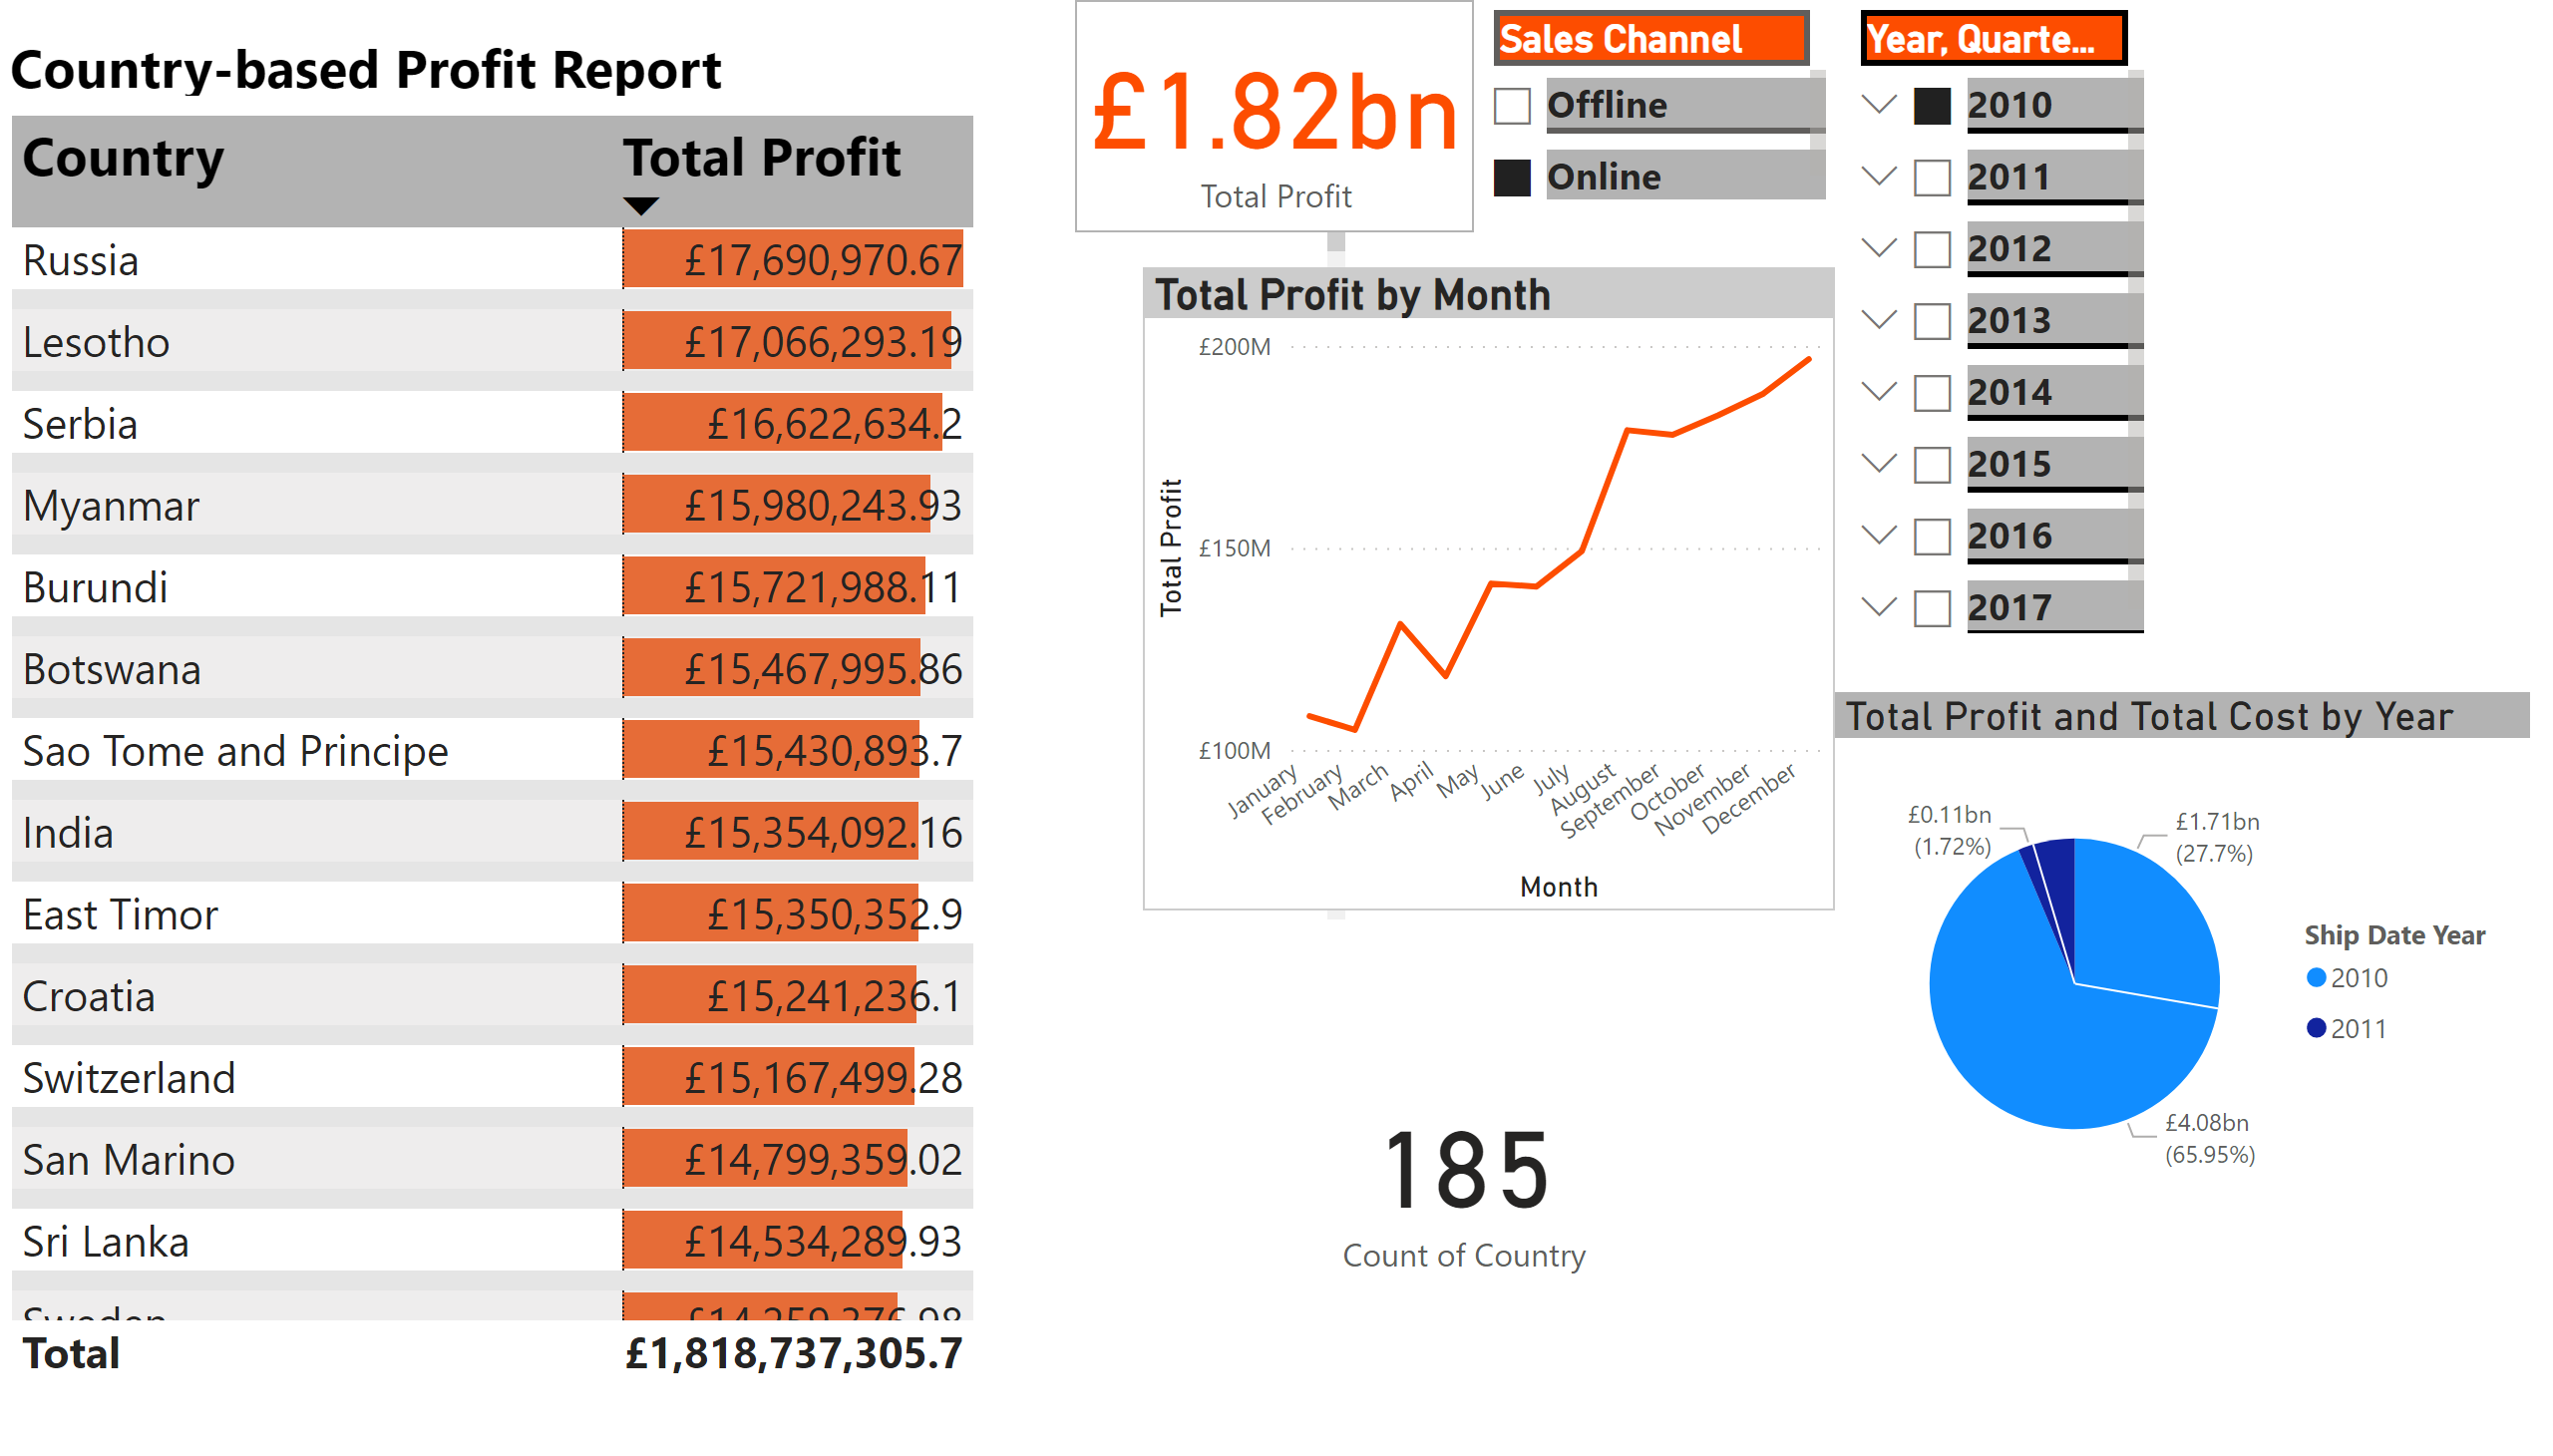 Country-based Profit Report
Country Total Profit
Russia £17,690,970.67
Lesotho £17,066,293.19
Serbia £16,622,634.2
Myanmar £15,980,243.93
Burundi £15,721,988.11
Botswana £15,467,995.86
Sao Tome and Principe £15,430,893.7
India £15,354,092.16
East Timor £15,350,352.9
Croatia £15,241,236.1
Switzerland £15,167,499.28
San Marino £14,799,359.02
Sri Lanka £14,534,289.93
Sweden
Total £1,818,737,305.7
£1.82bn
Total Profit
Sales Channel
Offline
Online
Year, Quarte...
2010
2011
2012
2013
2014
2015
2016
2017
Total Profit by Month
Total Profit
£200M
£150M
£100M
January
February
March
April
May
June
July
August
September
October
November
December
Month
185
Count of Country
Total Profit and Total Cost by Year
£0.11bn
(1.72%)
£1.71bn
(27.7%)
£4.08bn
(65.95%)
Ship Date Year
2010
2011